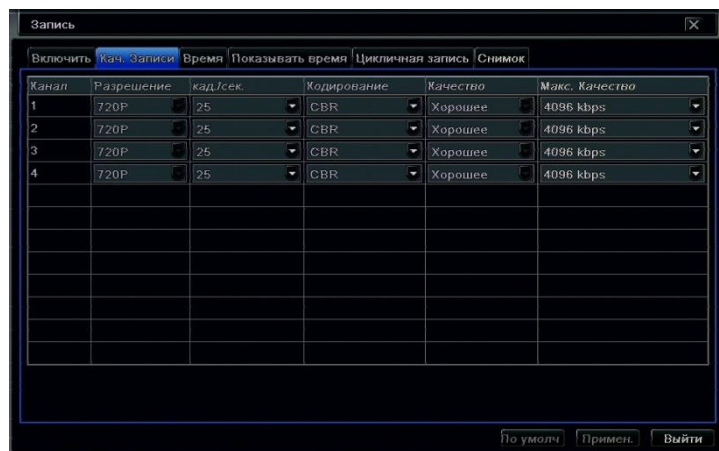 Запись
Включить Кач. Записи Время Показывать время Цикличная запись Снимок
Канал Разрешение кад./сек. Кодирование Качество Макс. Качество
1 720P 25 CBR Хорошее 4096 kbps
2 720P 25 CBR Хорошее 4096 kbps
3 720P 25 CBR Хорошее 4096 kbps
4 720P 25 CBR Хорошее 4096 kbps
По умолч Примен. Выйти